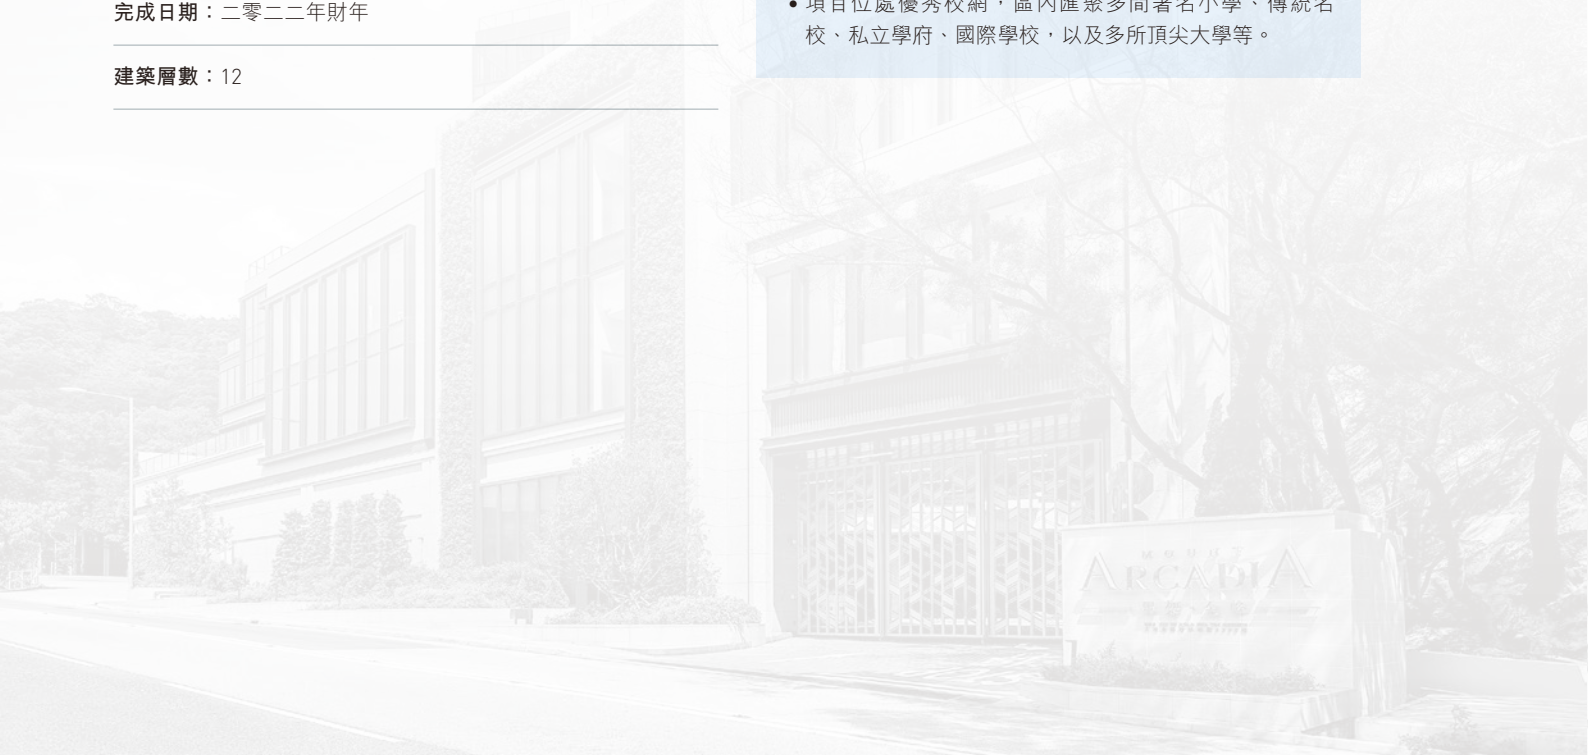 完成日期：二零二二年財年
建築層數：12
• 項目位處優秀校網，區內匯聚多間著名小學、傳統名
校、私立學府、國際學校，以及多所頂尖大學等。
MOUNT
ARCADIA